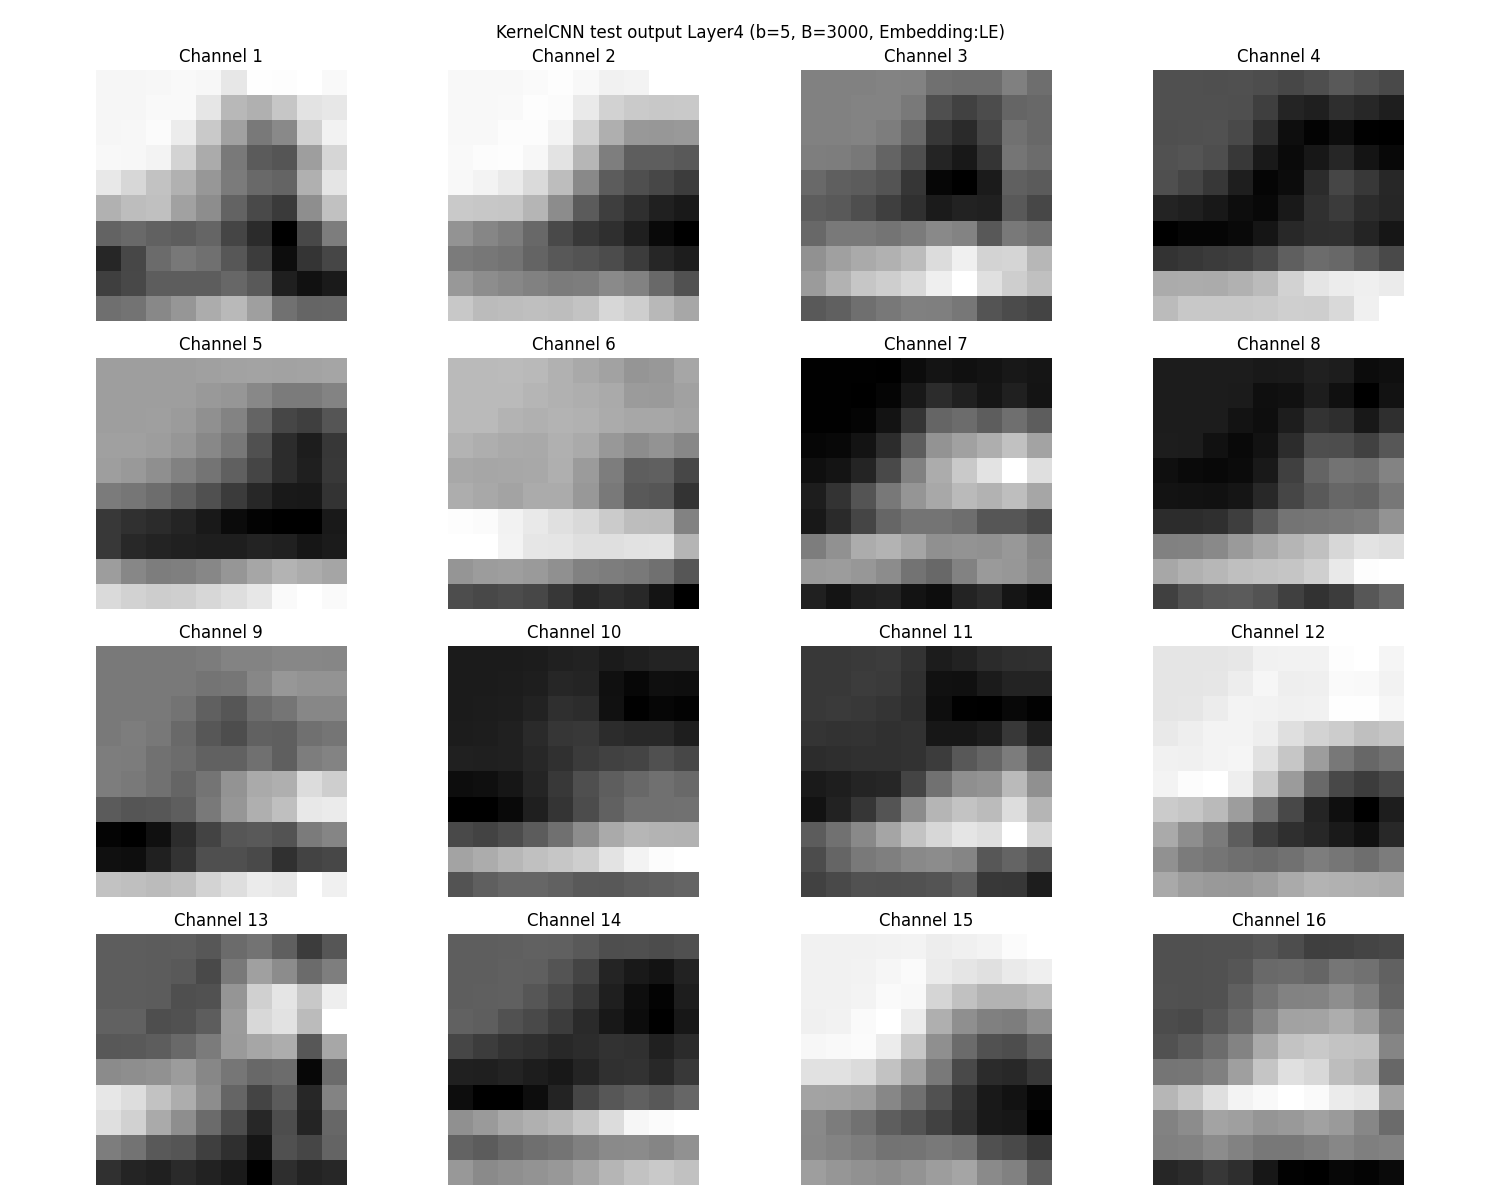 KernelCNN test output Layer4 (b=5, B=3000, Embedding:LE)
Channel 1
Channel 2
Channel 3
Channel 4
Channel 5
Channel 6
Channel 7
Channel 8
Channel 9
Channel 10
Channel 11
Channel 12
Channel 13
Channel 14
Channel 15
Channel 16